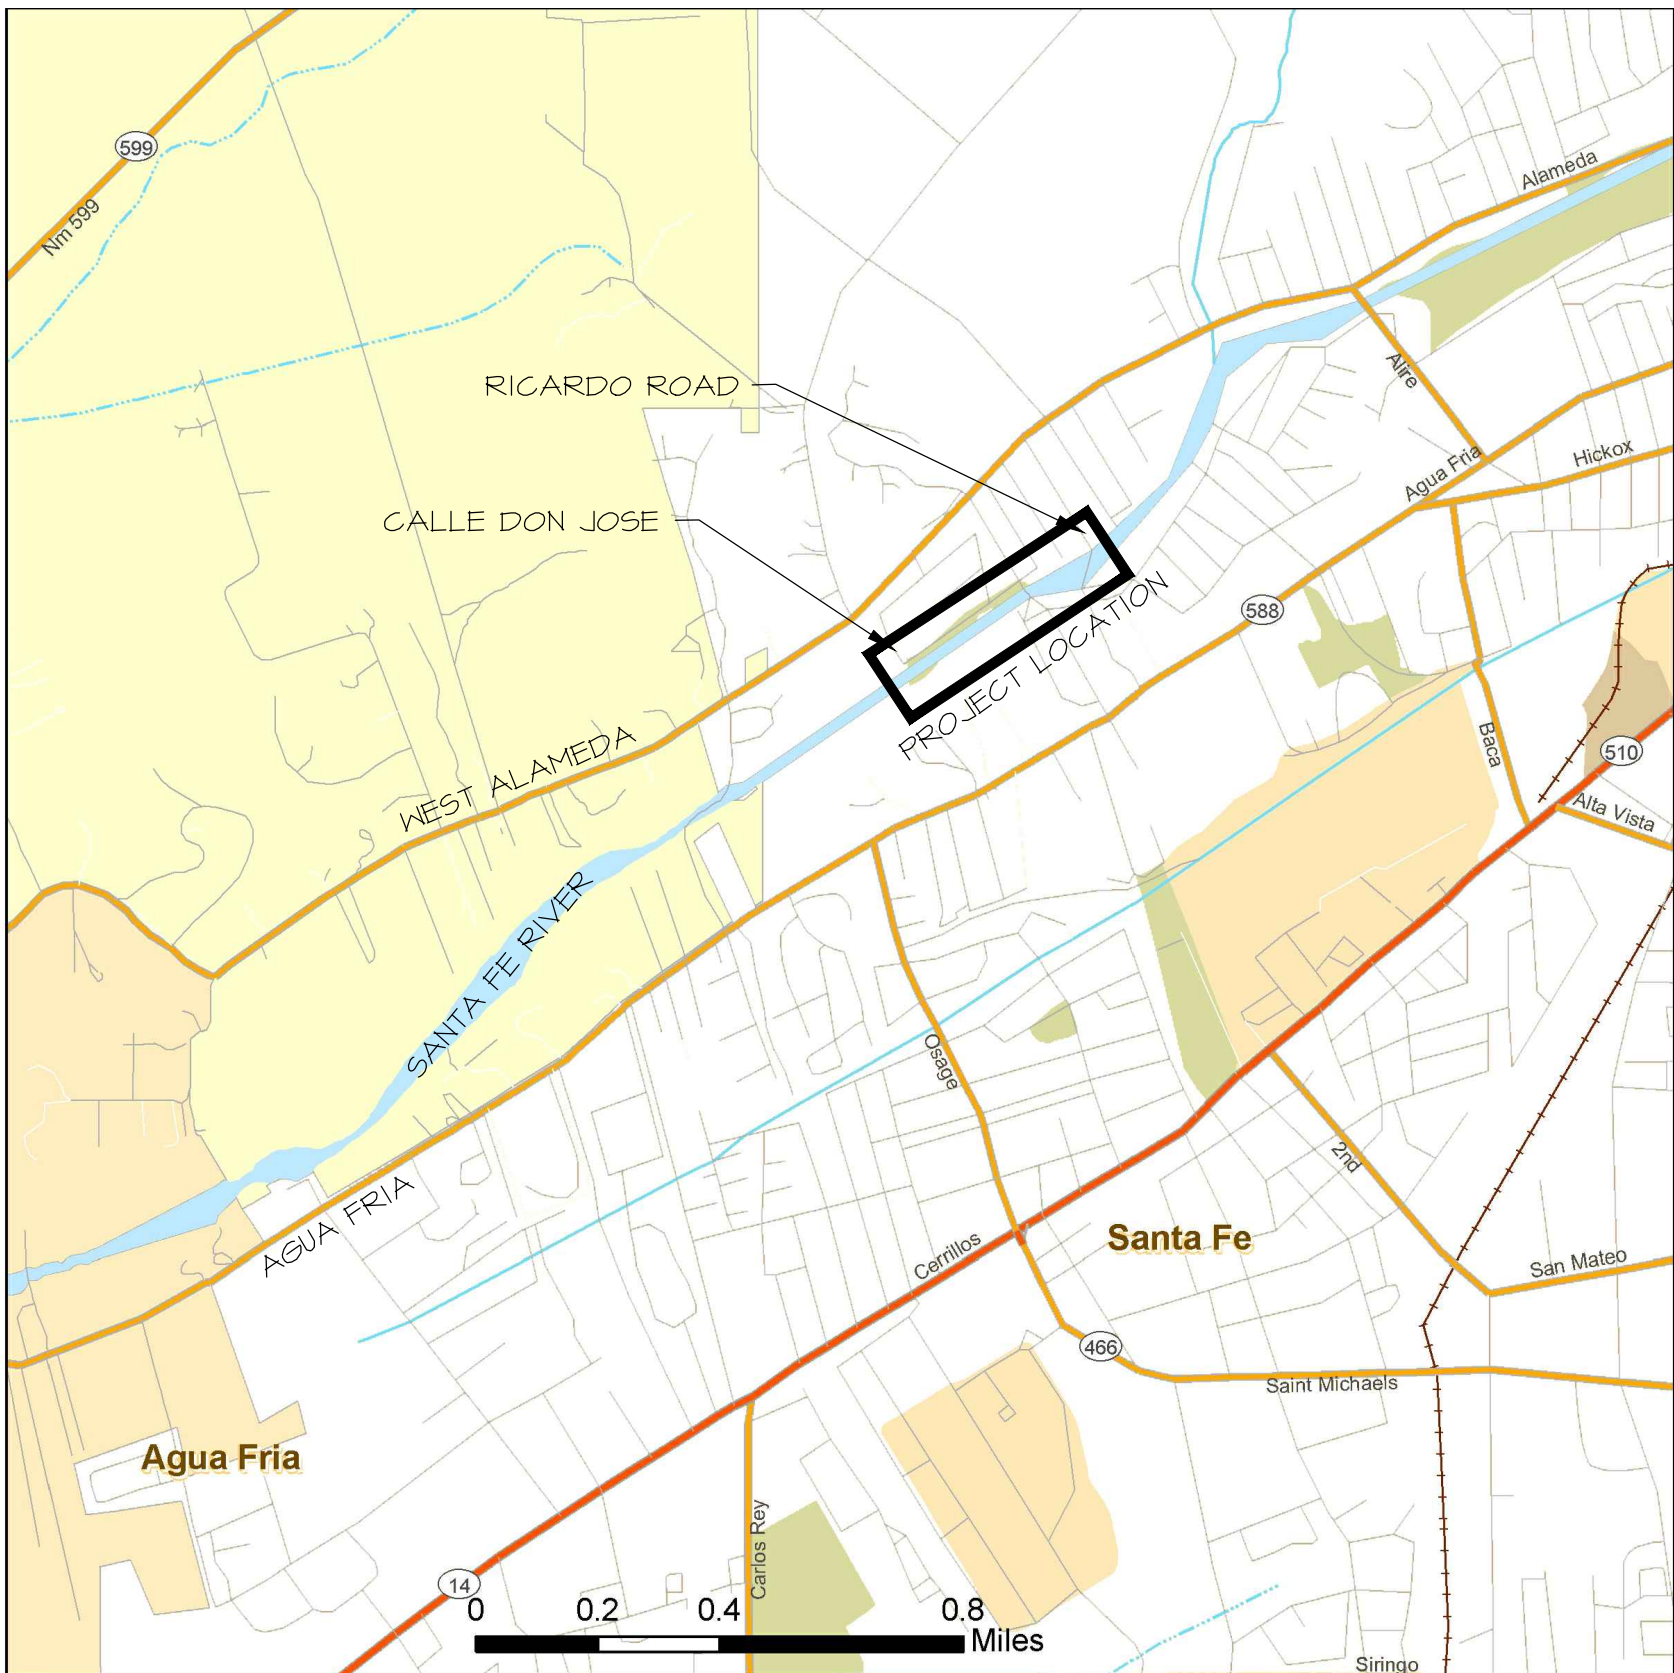 599
Nm 599
Alameda
RICARDO ROAD
Alire
Agua Fria
Hickox
CALLE DON JOSE
588
PROJECT LOCATION
WEST ALAMEDA
Baca
510
Alta Vista
SANTA FE RIVER
Osage
2nd
AGUA FRIA
Cerrillos
Santa Fe
San Mateo
466
Saint Michaels
Agua Fria
Carlos Rey
14
0 0.2 0.4 0.8
Miles
Siringo